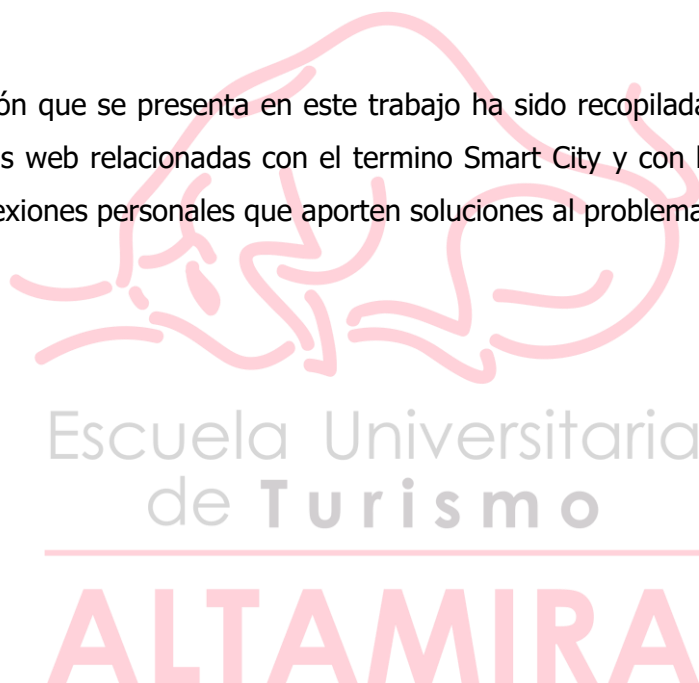 ón que se presenta en este trabajo ha sido recopilada
s web relacionadas con el termino Smart City y con l
exiones personales que aporten soluciones al problema
Escuela Universitaria
de Turismo
ALTAMIRA